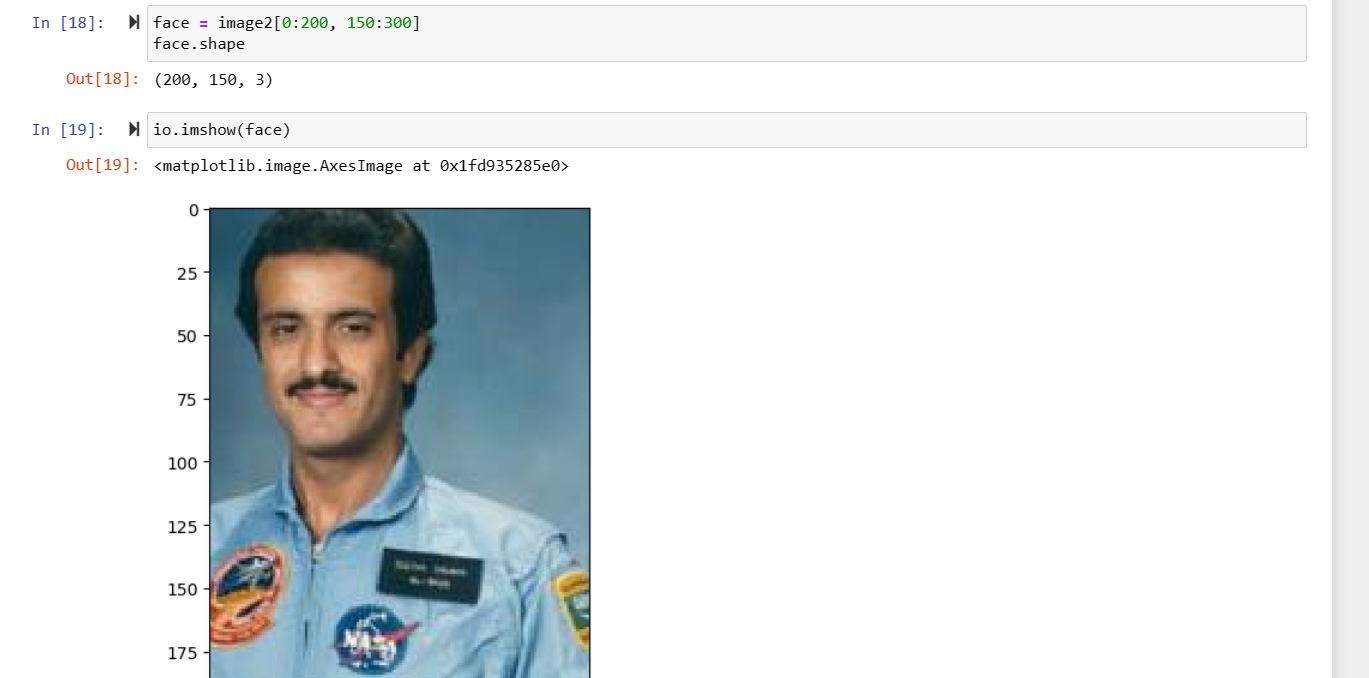 In [18]: face = image2[0:200, 150:300]
face.shape
Out[18]: (200, 150, 3)
In [19]: io.imshow(face)
Out[19]: <matplotlib.image.AxesImage at 0x1fd935285e0>
0
25
50
75
100
125
150
NASA
175